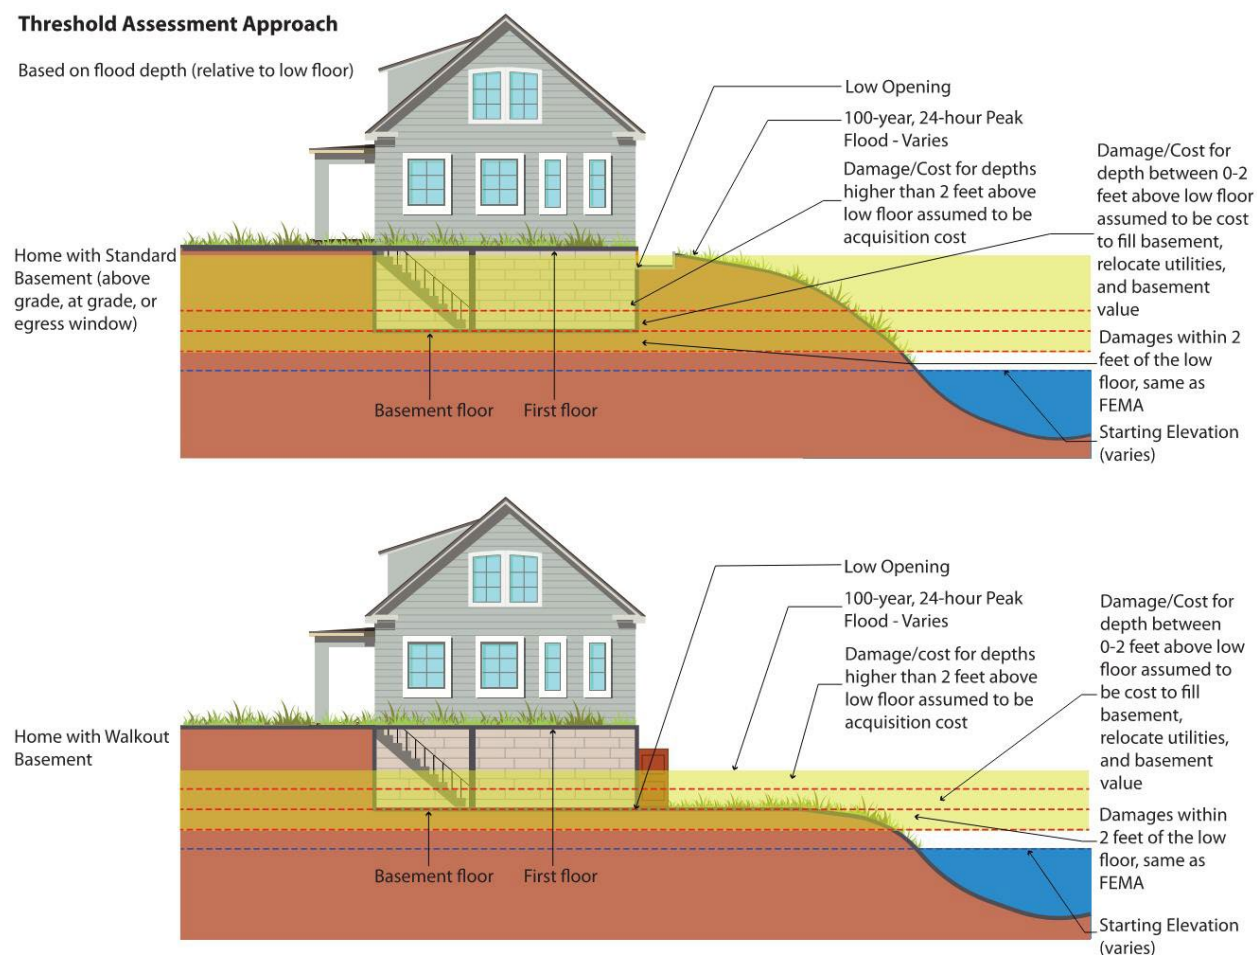 Threshold Assessment Approach
Based on flood depth (relative to low floor)
Low Opening
100-year, 24-hour Peak
Flood - Varies
Damage/Cost for depths
higher than 2 feet above
low floor assumed to be
acquisition cost
Damage/Cost for
depth between 0-2
feet above low floor
assumed to be cost
to fill basement,
relocate utilities,
and basement
value
Home with Standard
Basement (above
grade, at grade, or
egress window)
Damages within 2
feet of the low
floor, same as
FEMA
Basement floor
First floor
Starting Elevation
(varies)
Low Opening
100-year, 24-hour Peak
Flood - Varies
Damage/cost for depths
higher than 2 feet above
low floor assumed to be
acquisition cost
Damage/Cost for
depth between
0-2 feet above low
floor assumed to
be cost to fill
basement,
relocate utilities,
and basement
value
Home with Walkout
Basement
Damages within
2 feet of the low
floor, same as
FEMA
Basement floor
First floor
Starting Elevation
(varies)